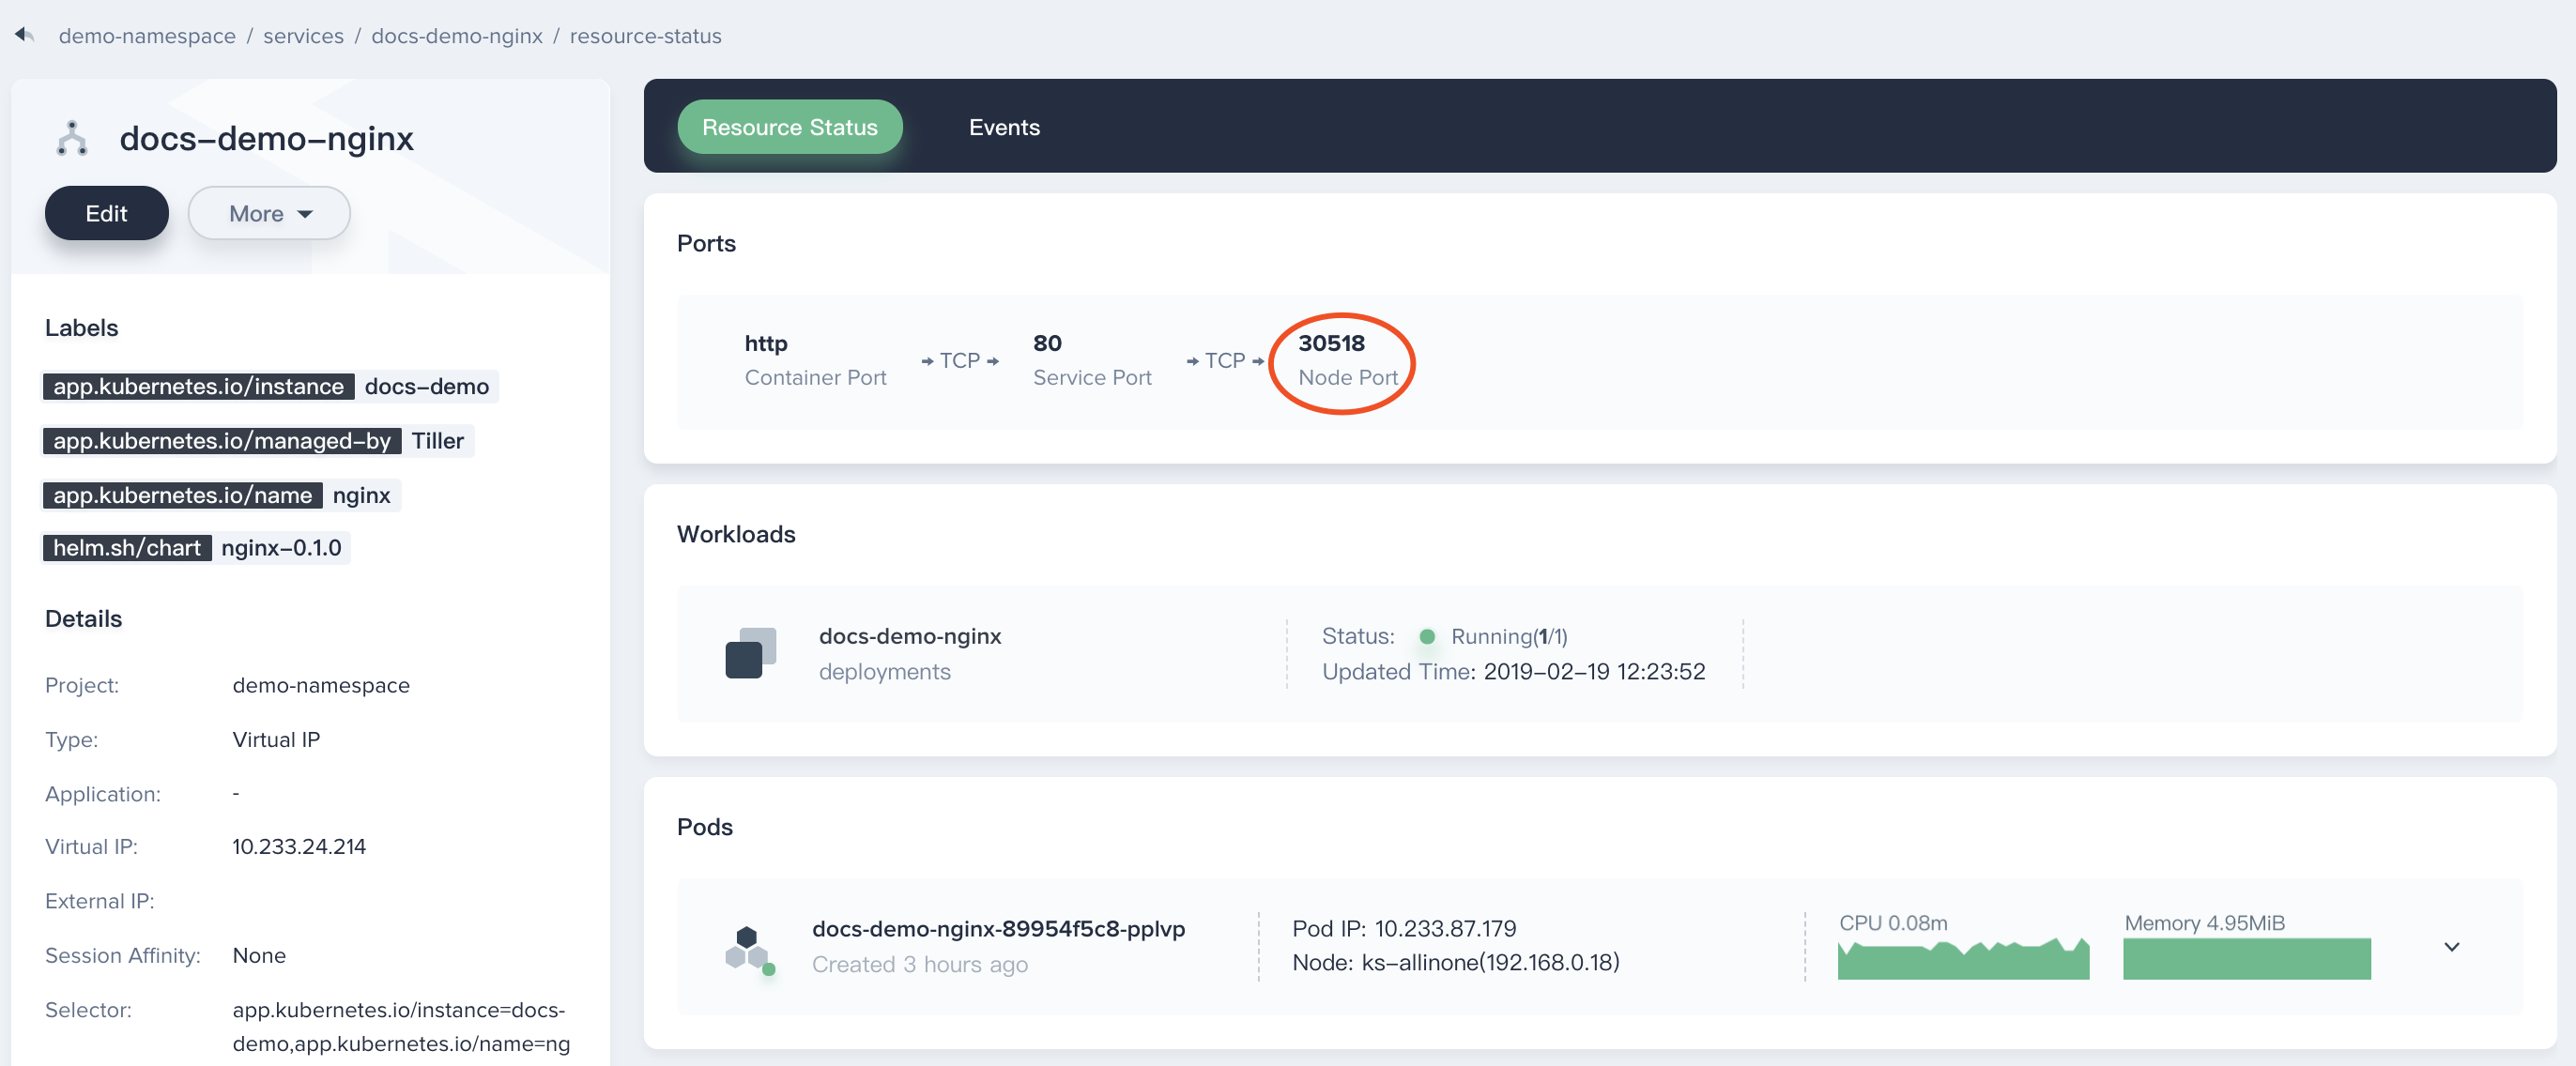 demo-namespace / services / docs-demo-nginx / resource-status
docs-demo-nginx
Edit
More
Labels
app.kubernetes.io/instance docs-demo
app.kubernetes.io/managed-by Tiller
app.kubernetes.io/name nginx
helm.sh/chart nginx-0.1.0
Details
Project: demo-namespace
Type: Virtual IP
Application: -
Virtual IP: 10.233.24.214
External IP:
Session Affinity: None
Selector: app.kubernetes.io/instance=docs-
demo,app.kubernetes.io/name=ng
Resource Status
Events
Ports
http
Container Port
TCP
80
Service Port
TCP
30518
Node Port
Workloads
docs-demo-nginx
deployments
Status: Running(1/1)
Updated Time: 2019-02-19 12:23:52
Pods
docs-demo-nginx-89954f5c8-pplvp
Created 3 hours ago
Pod IP: 10.233.87.179
Node: ks-allinone(192.168.0.18)
CPU 0.08m
Memory 4.95MiB